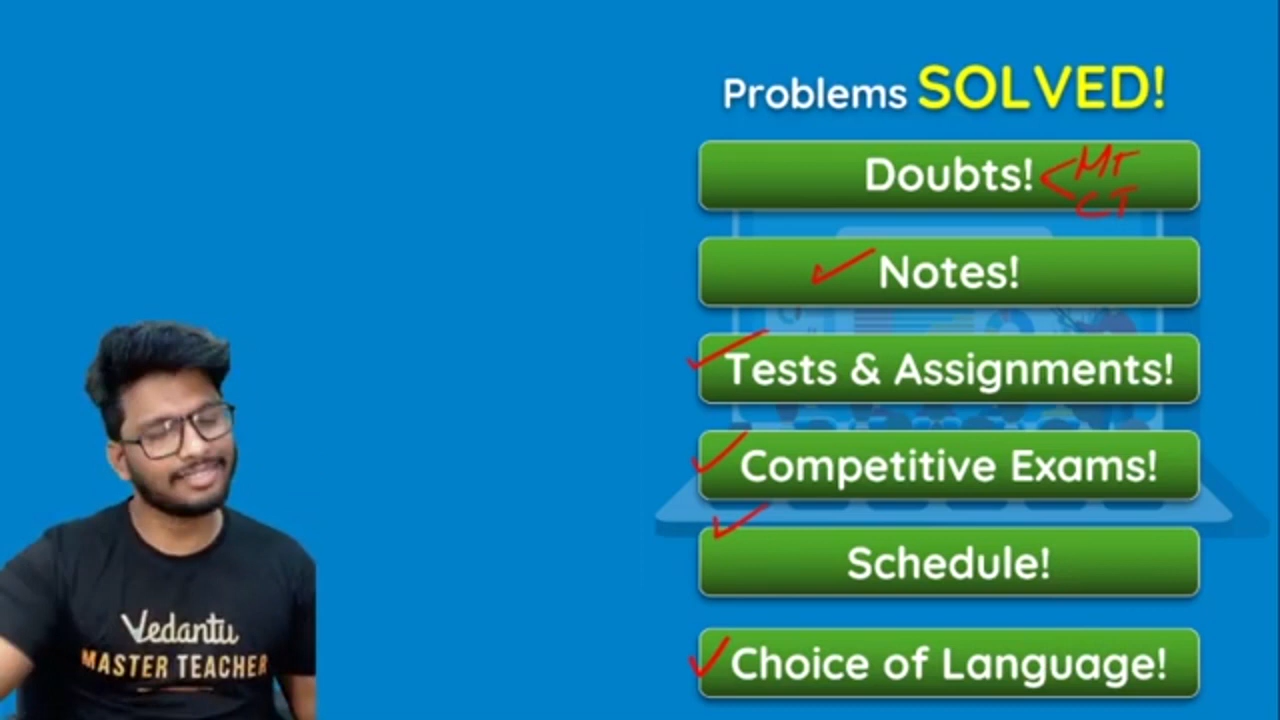 Problems SOLVED!
Doubts! < MT
CT
Notes!
Tests & Assignments!
Competitive Exams!
Schedule!
Choice of Language!
Vedantu
MASTER TEACHER